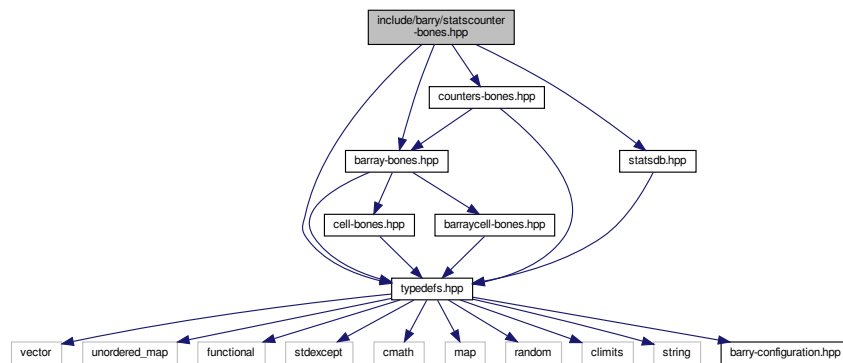 include/barry/statscounter
-bones.hpp
counters-bones.hpp
barray-bones.hpp
statsdb.hpp
cell-bones.hpp
barraycell-bones.hpp
typedefs.hpp
vector
unordered_map
functional
stdexcept
cmath
map
random
climits
string
barry-configuration.hpp